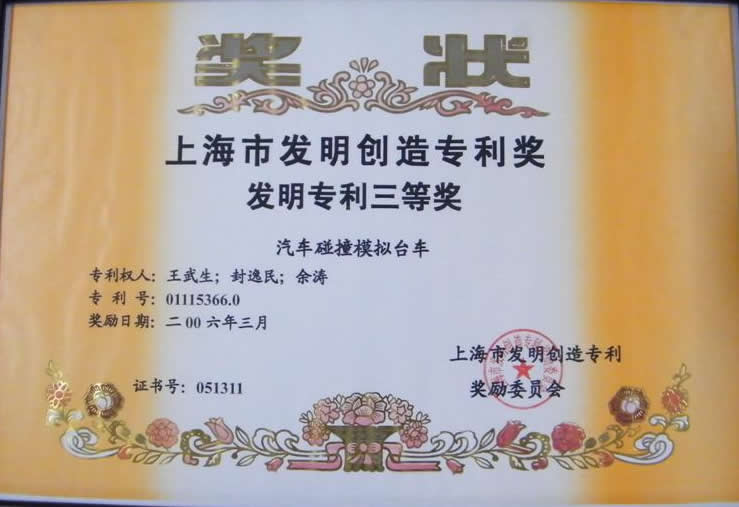 奖状
上海市发明创造专利奖
发明专利三等奖
汽车碰撞模拟台车
专利权人：王武生；封逸民；余涛
专利号：01115366.0
奖励日期：二00六年三月
上海市发明创造专利
奖励委员会
证书号：051311